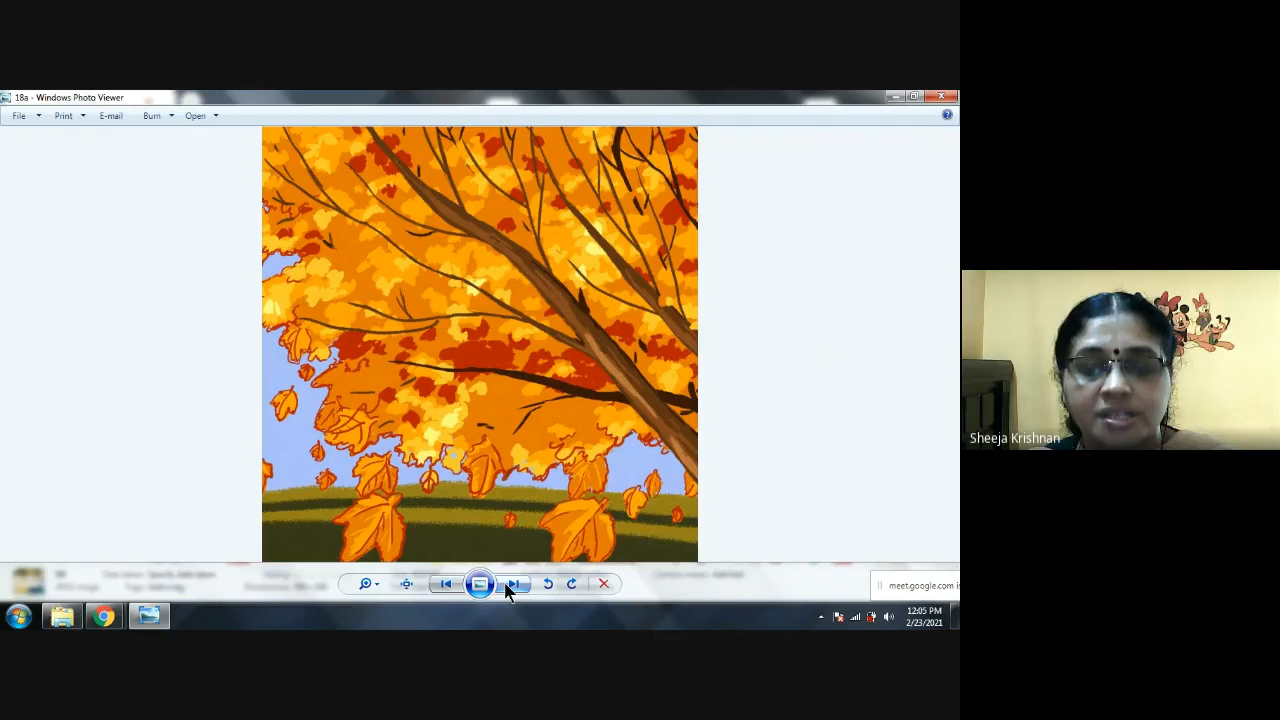 18a - Windows Photo Viewer
File Print E-mail Burn Open
Sheeja Krishnan
meet.google.com is
12:05 PM
2/23/2021